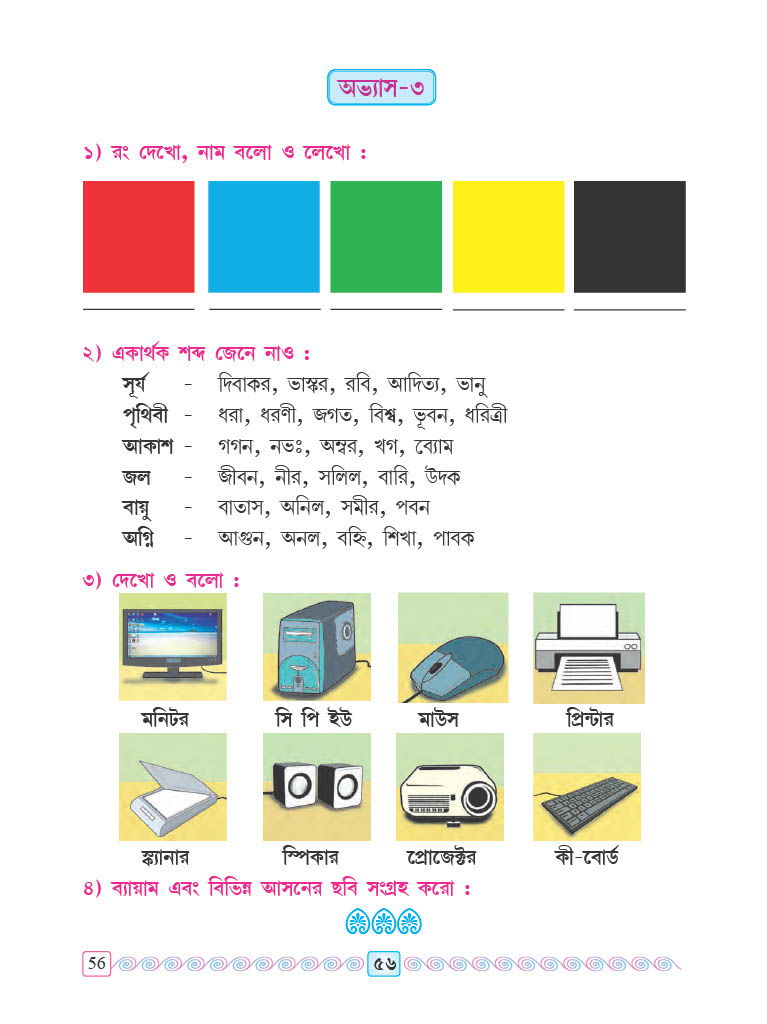 অভ্যাস-৩
১) রং দেখো, নাম বলো ও লেখো :
২) একার্থক শব্দ জেনে নাও :
সূর্য - দিবাকর, ভাস্কর, রবি, আদিত্য, ভানু
পৃথিবী - ধরা, ধরণী, জগত, বিশ্ব, ভূবন, ধরিত্রী
আকাশ - গগন, নভঃ, অম্বর, খগ, ব্যোম
জল - জীবন, নীর, সলিল, বারি, উদক
বায়ু - বাতাস, অনিল, সমীর, পবন
অগ্নি - আগুন, অনল, বহ্নি, শিখা, পাবক
৩) দেখো ও বলো :
মনিটর সি পি ইউ মাউস প্রিন্টার
স্ক্যানার স্পিকার প্রোজেক্টর কী-বোর্ড
৪) ব্যায়াম এবং বিভিন্ন আসনের ছবি সংগ্রহ করো :
56 ৫৬